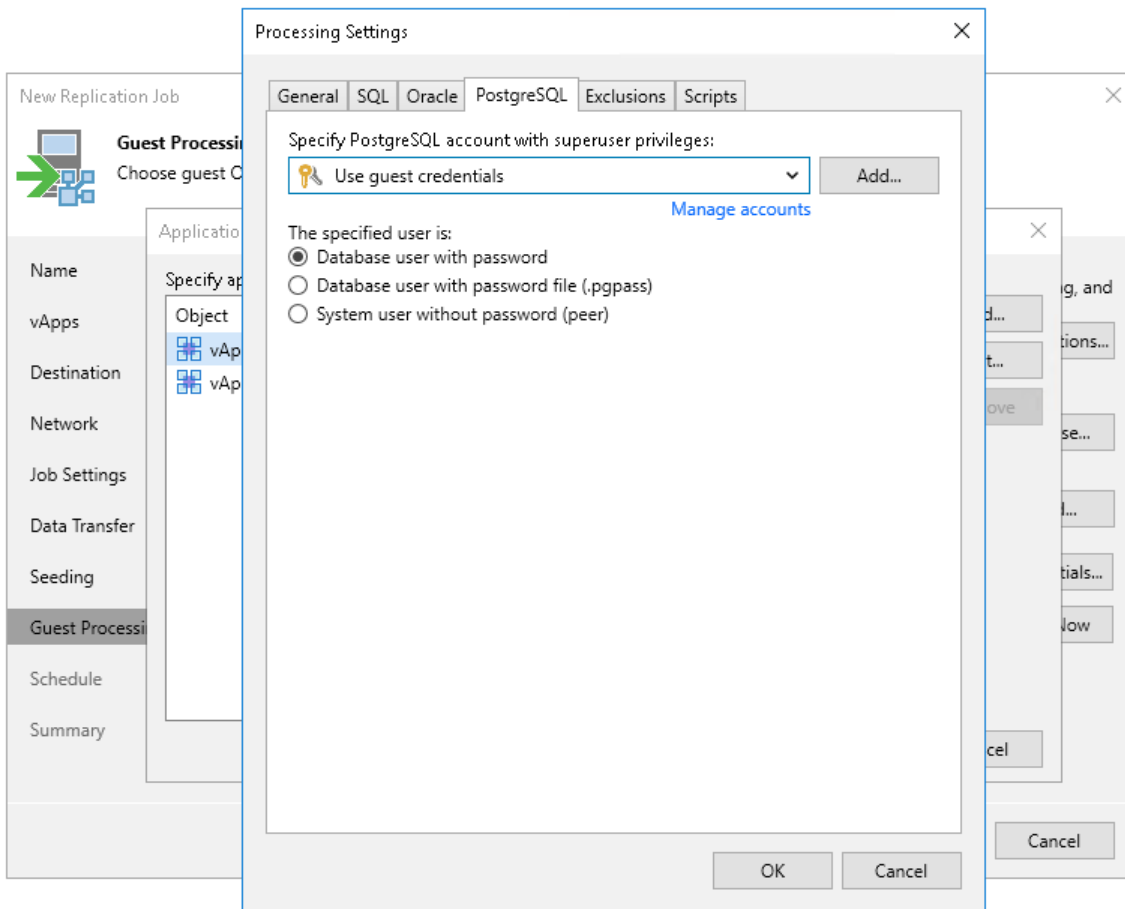 Processing Settings
General SQL Oracle PostgreSQL Exclusions Scripts
Specify PostgreSQL account with superuser privileges:
Use guest credentials
Add...
Manage accounts
The specified user is:
Database user with password
Database user with password file (.pgpass)
System user without password (peer)
OK
Cancel
New Replication Job
Guest Processi
Choose guest O
Name
vApps
Destination
Network
Job Settings
Data Transfer
Seeding
Guest Processi
Schedule
Summary
Applicatio
Specify ap
Object
vAp
vAp
d...
t...
ove
cel
ng, and
tions...
se...
d...
tials...
Now
Cancel